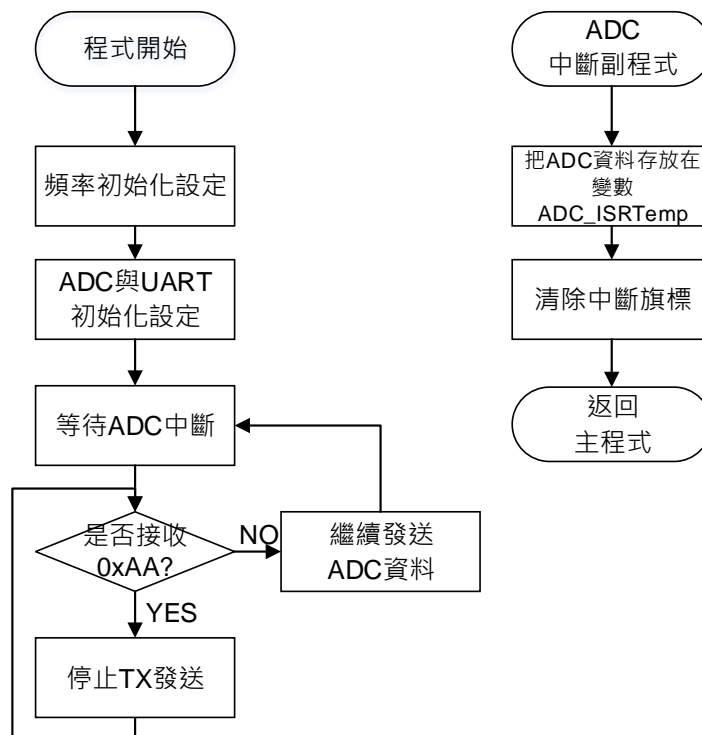 程式開始
頻率初始化設定
ADC與UART
初始化設定
等待ADC中斷
是否接收
0xAA?
NO
繼續發送
ADC資料
YES
停止TX發送
ADC
中斷副程式
把ADC資料存放在
變數
ADC_ISRTemp
清除中斷旗標
返回
主程式